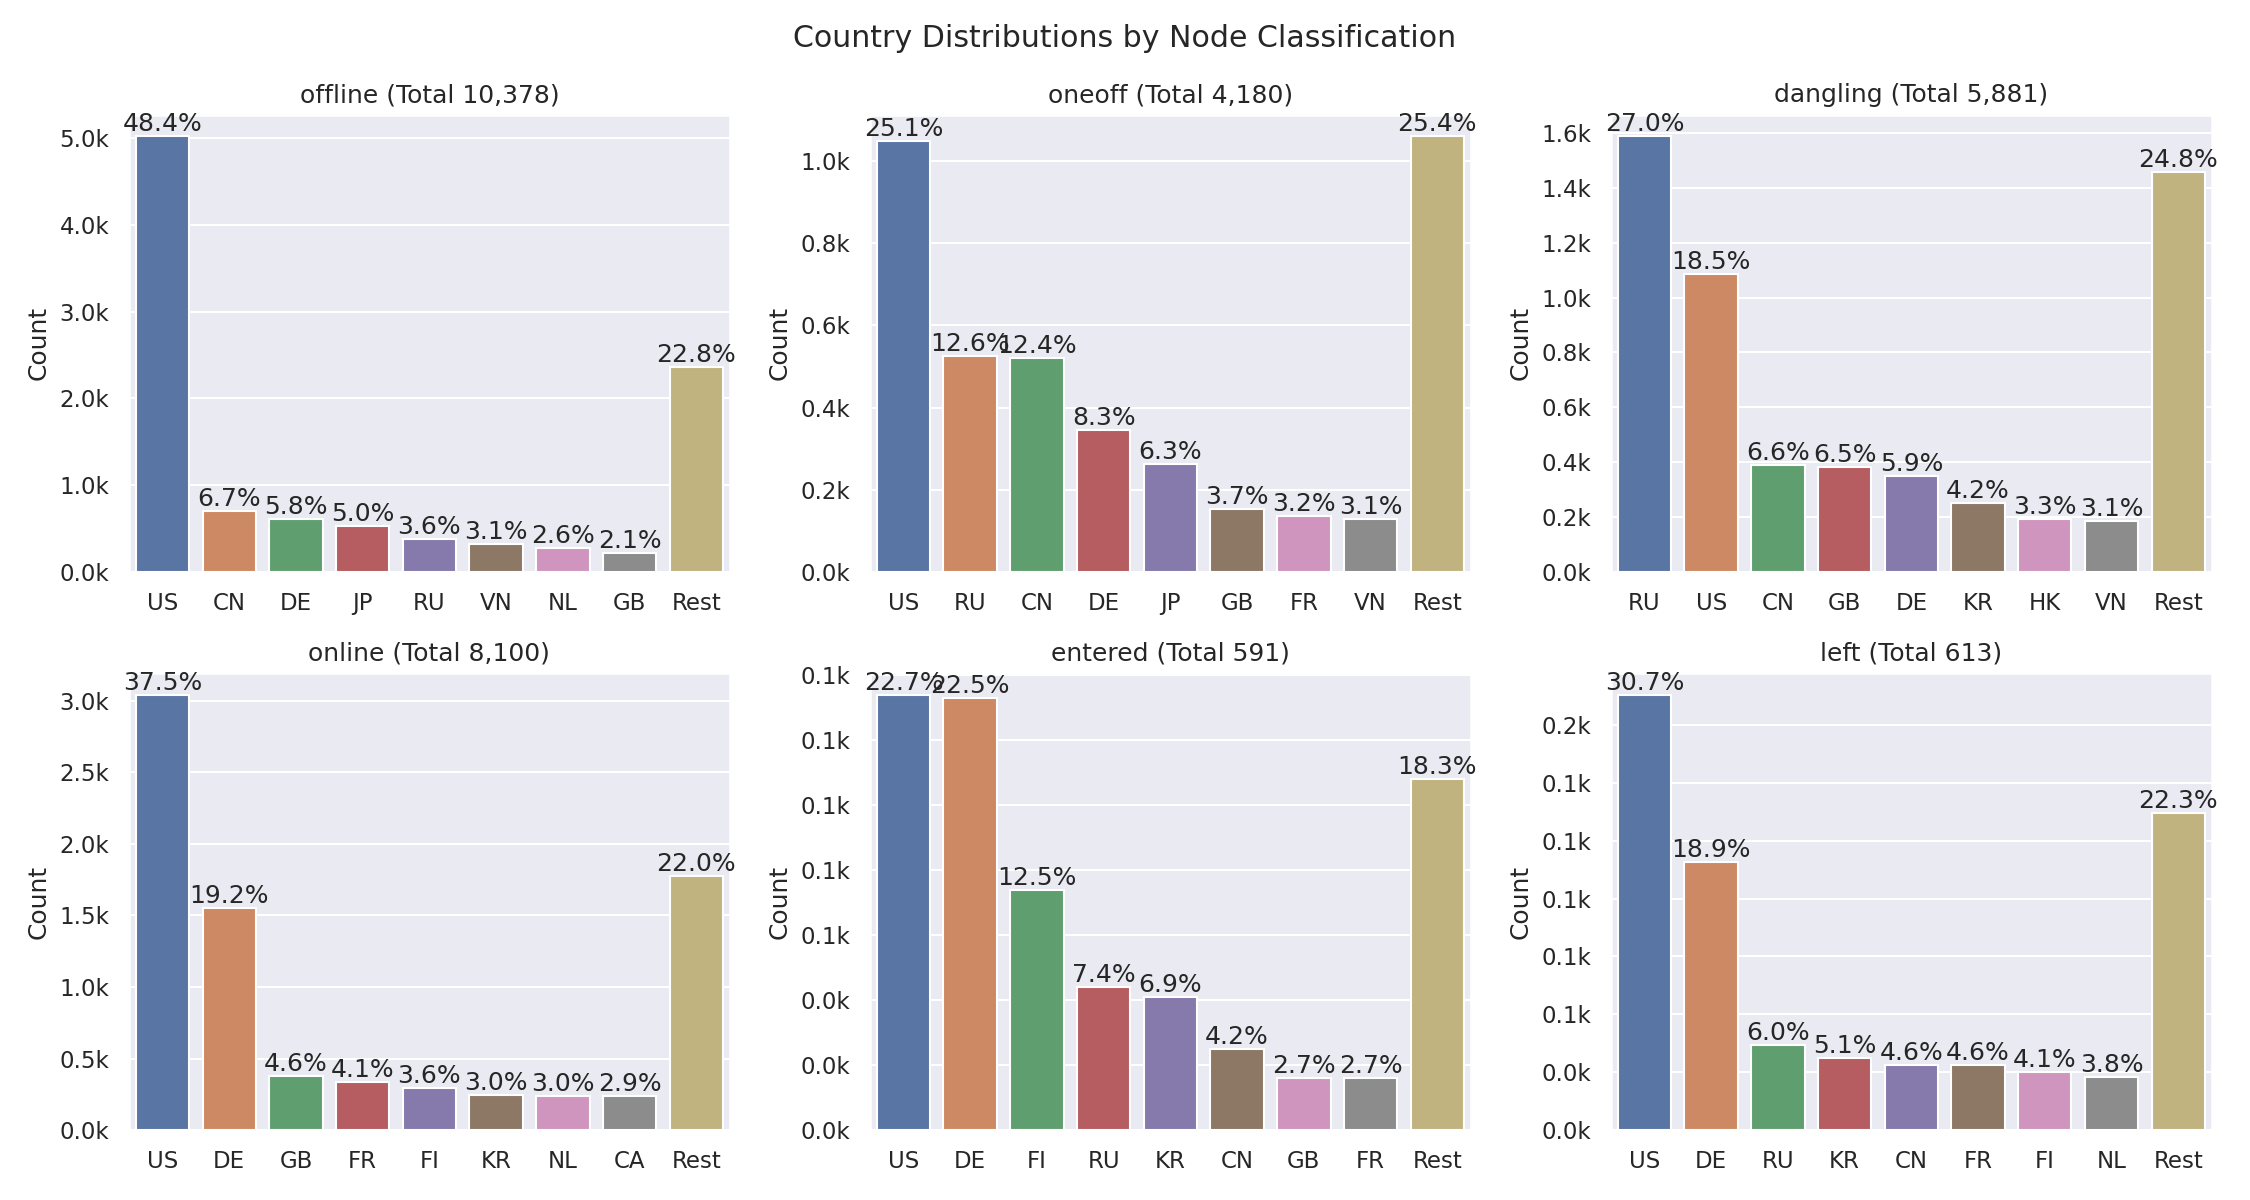 Country Distributions by Node Classification
offline (Total 10,378)
Count
5.0k
4.0k
3.0k
2.0k
1.0k
0.0k
48.4%
6.7%
5.8%
5.0%
3.6%
3.1%
2.6%
2.1%
22.8%
US CN DE JP RU VN NL GB Rest
oneoff (Total 4,180)
Count
1.0k
0.8k
0.6k
0.4k
0.2k
0.0k
25.1%
12.6%
12.4%
8.3%
6.3%
3.7%
3.2%
3.1%
25.4%
US RU CN DE JP GB FR VN Rest
dangling (Total 5,881)
Count
1.6k
1.4k
1.2k
1.0k
0.8k
0.6k
0.4k
0.2k
0.0k
27.0%
18.5%
6.6%
6.5%
5.9%
4.2%
3.3%
3.1%
24.8%
RU US CN GB DE KR HK VN Rest
online (Total 8,100)
Count
3.0k
2.5k
2.0k
1.5k
1.0k
0.5k
0.0k
37.5%
19.2%
4.6%
4.1%
3.6%
3.0%
3.0%
2.9%
22.0%
US DE GB FR FI KR NL CA Rest
entered (Total 591)
Count
0.1k
0.1k
0.1k
0.1k
0.1k
0.0k
0.0k
0.0k
22.7%
22.5%
12.5%
7.4%
6.9%
4.2%
2.7%
2.7%
18.3%
US DE FI RU KR CN GB FR Rest
left (Total 613)
Count
0.2k
0.1k
0.1k
0.1k
0.1k
0.1k
0.0k
0.0k
30.7%
18.9%
6.0%
5.1%
4.6%
4.6%
4.1%
3.8%
22.3%
US DE RU KR CN FR FI NL Rest